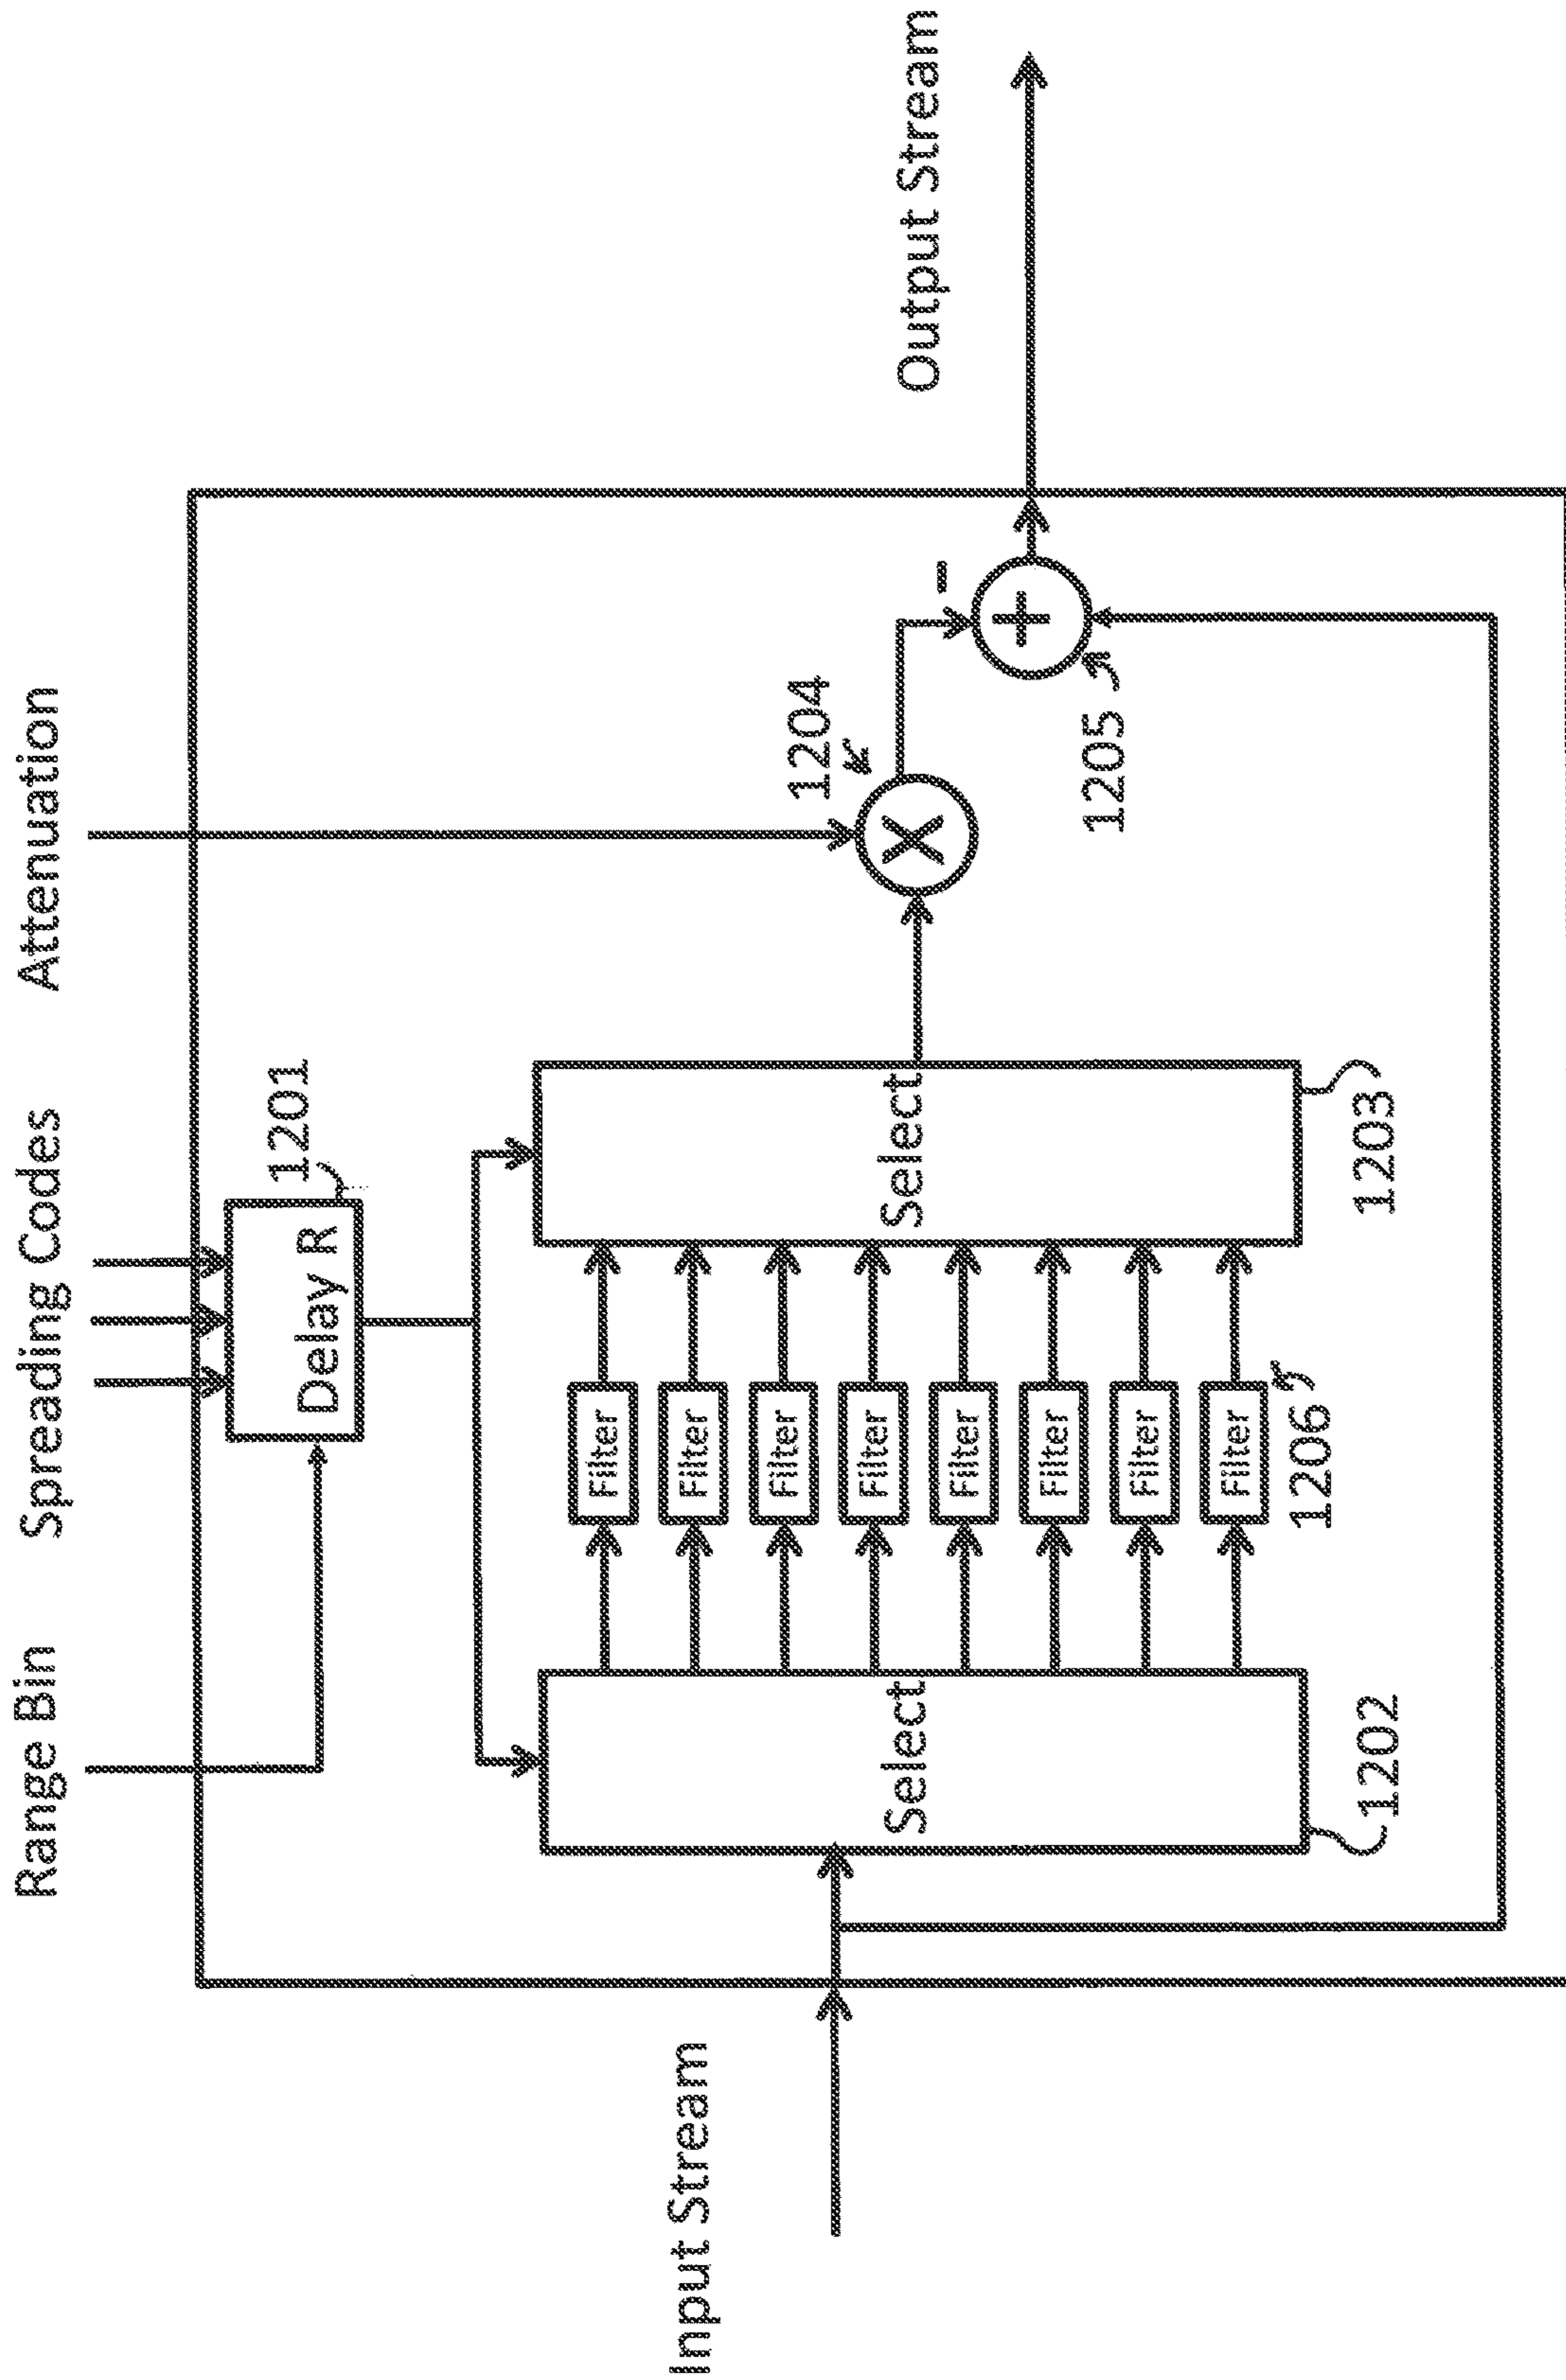 Range Bin
Spreading Codes
Attenuation
Delay R
1201
Input Stream
Select
1202
Filter
Filter
Filter
Filter
Filter
Filter
Filter
Filter
1206
Select
1203
X
1204
+
-
1205
Output Stream